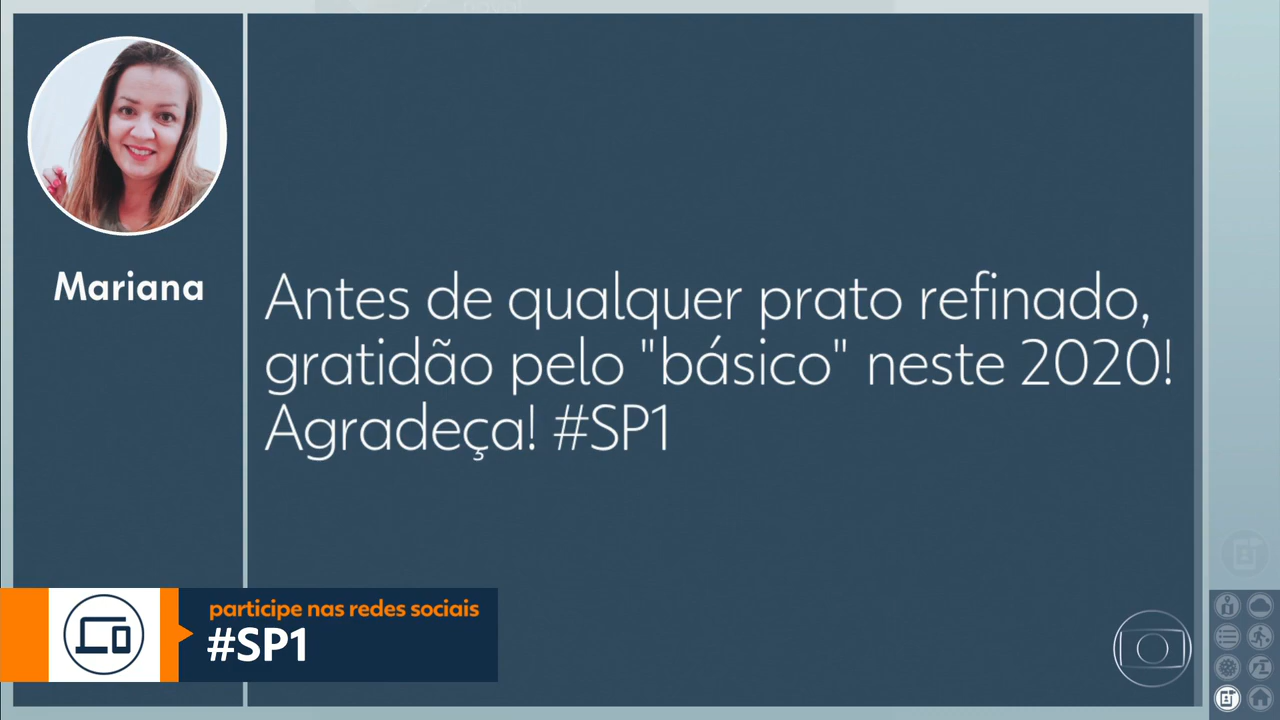 Mariana
Antes de qualquer prato refinado,
gratidão pelo "básico" neste 2020!
Agradeça! #SP1
participe nas redes sociais
#SP1